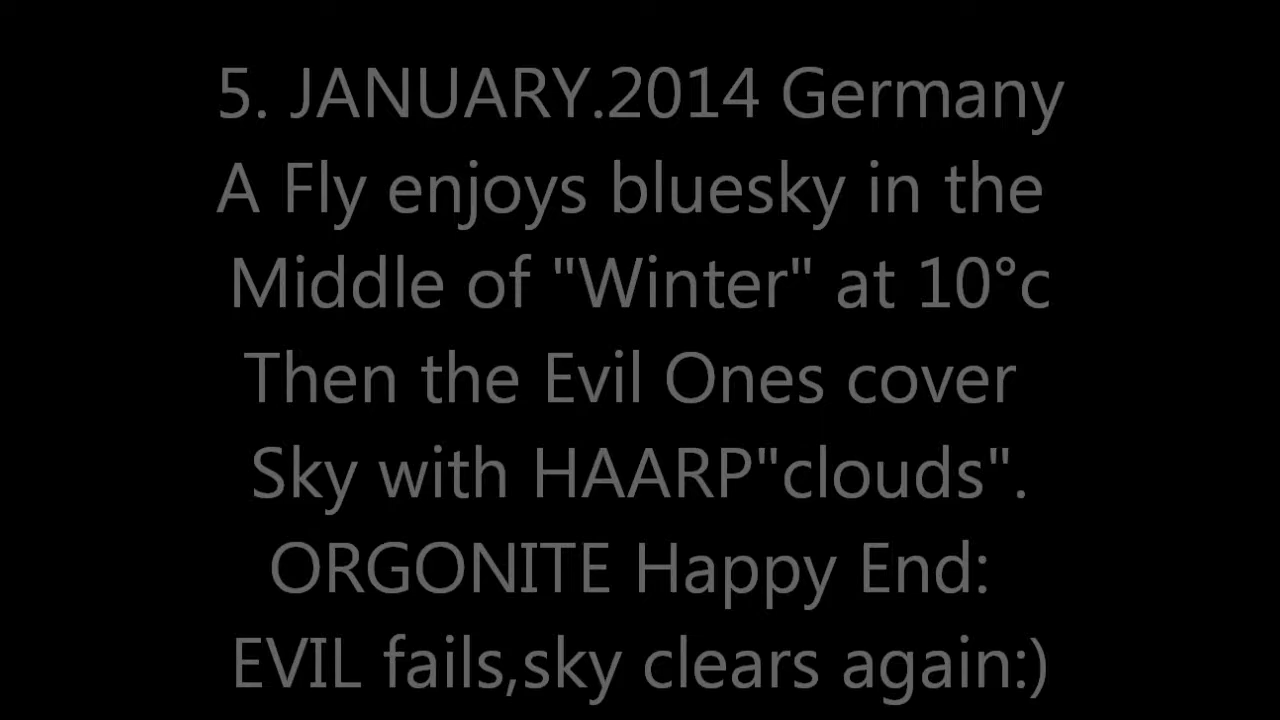 5. JANUARY.2014 Germany
A Fly enjoys bluesky in the
Middle of "Winter" at 10°c
Then the Evil Ones cover
Sky with HAARP"clouds".
ORGONITE Happy End:
EVIL fails,sky clears again:)